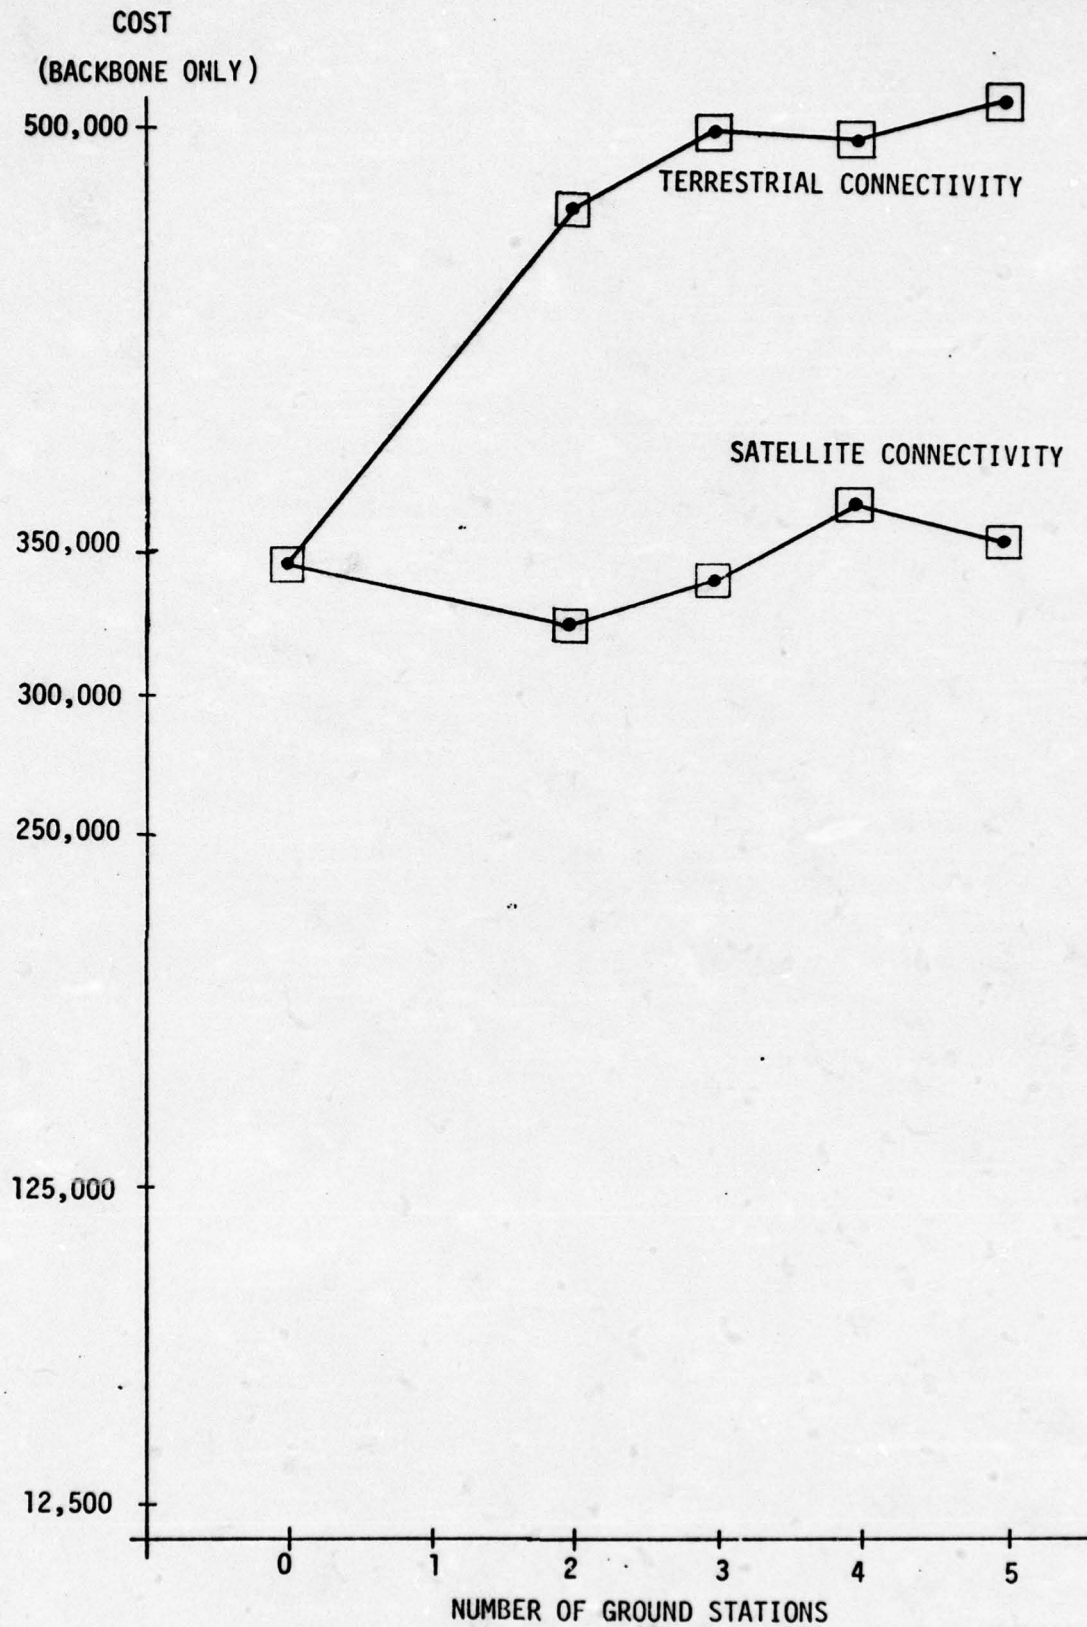 COST
(BACKBONE ONLY)
500,000
TERRESTRIAL CONNECTIVITY
SATELLITE CONNECTIVITY
350,000
300,000
250,000
125,000
12,500
0 1 2 3 4 5
NUMBER OF GROUND STATIONS